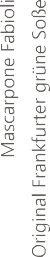 Mascarpone Fabioli
Original Frankfurter grüne Soße